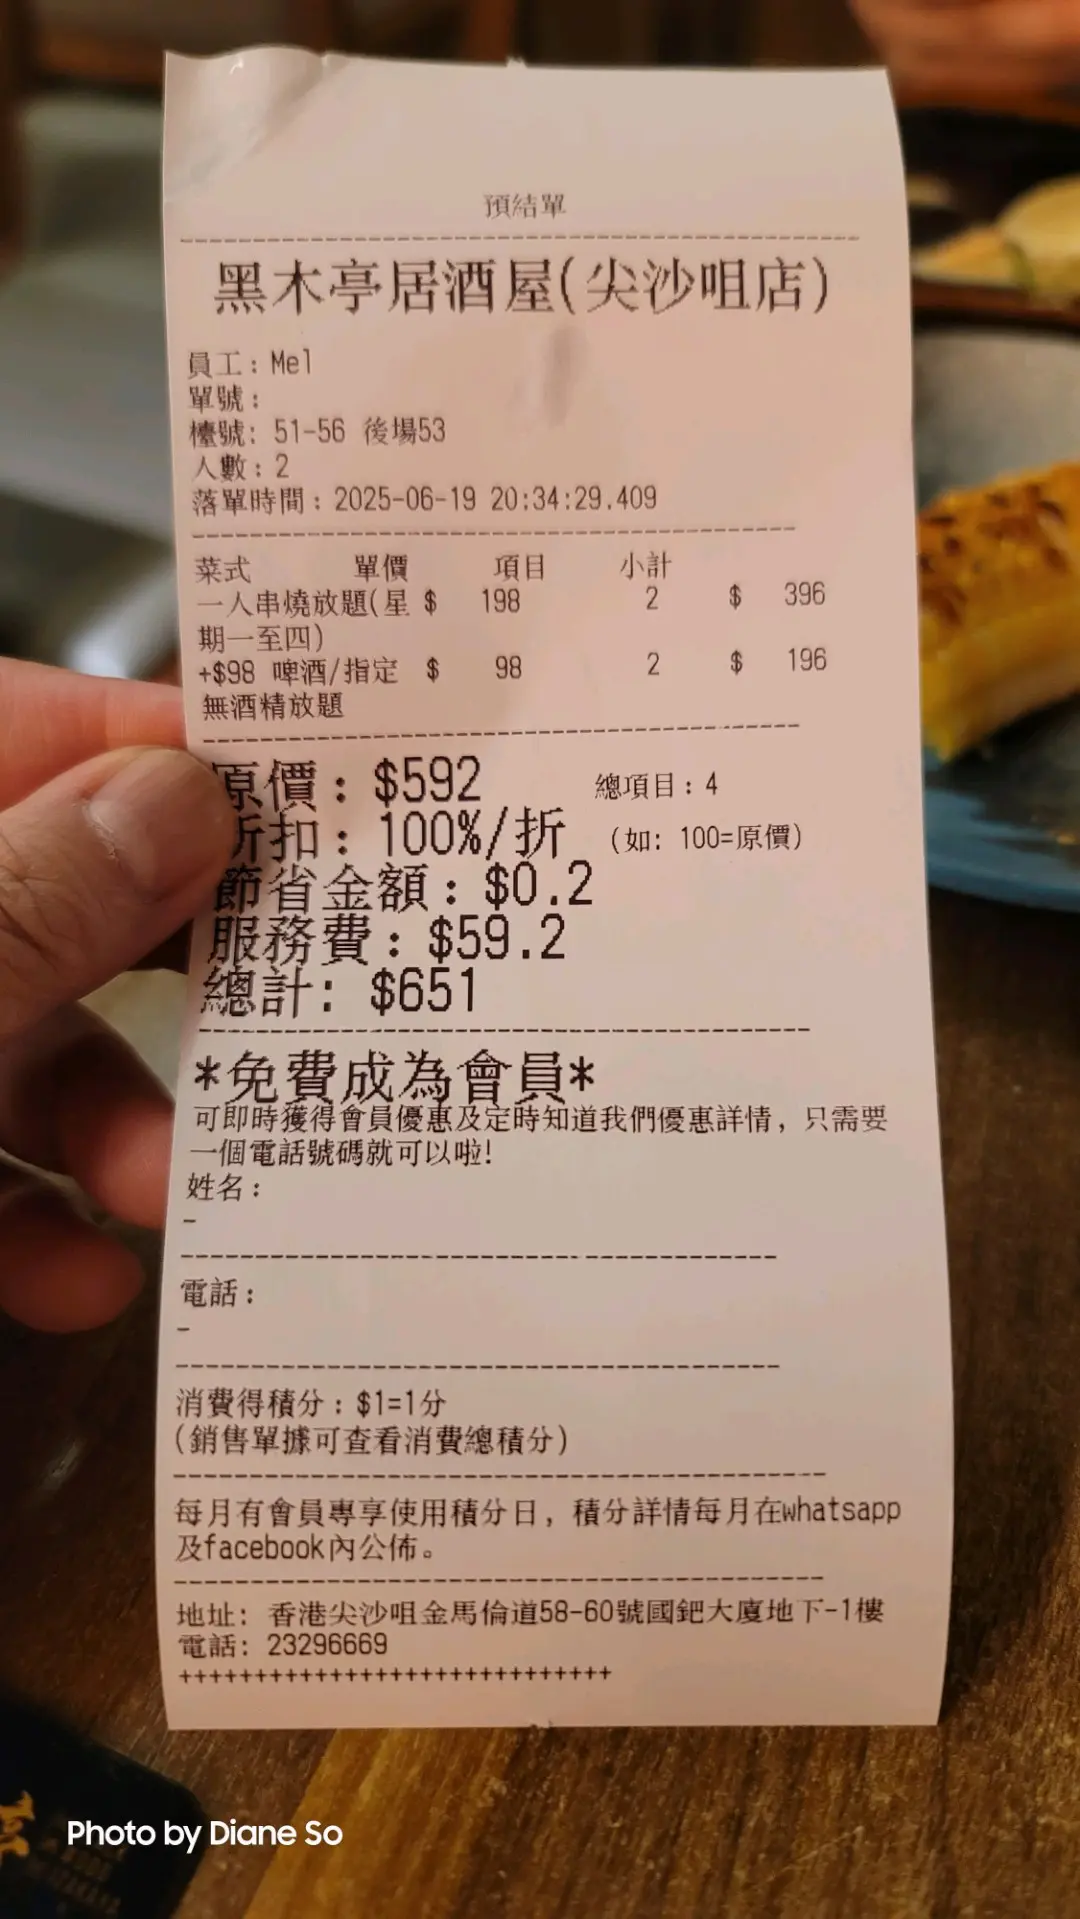 預結單
黑木亭居酒屋(尖沙咀店)
員工：Mel
單號：
檯號: 51-56 後場53
人數：2
落單時間：2025-06-19 20:34:29.409
菜式 單價 項目 小計
一人串燒放題(星 $ 198 2 $ 396
期一至四)
+$98 啤酒/指定 $ 98 2 $ 196
無酒精放題
原價：$592 總項目：4
折扣：100%/折 (如: 100=原價)
節省金額：$0.2
服務費：$59.2
總計: $651
*免費成為會員*
可即時獲得會員優惠及定時知道我們優惠詳情, 只需要
一個電話號碼就可以啦!
姓名：
-
電話：
-
消費得積分：$1=1分
(銷售單據可查看消費總積分)
每月有會員專享使用積分日, 積分詳情每月在whatsapp
及facebook內公佈。
地址: 香港尖沙咀金馬倫道58-60號國鈀大廈地下-1樓
電話: 23296669
+++++++++++++++++++++++++++++
Photo by Diane So